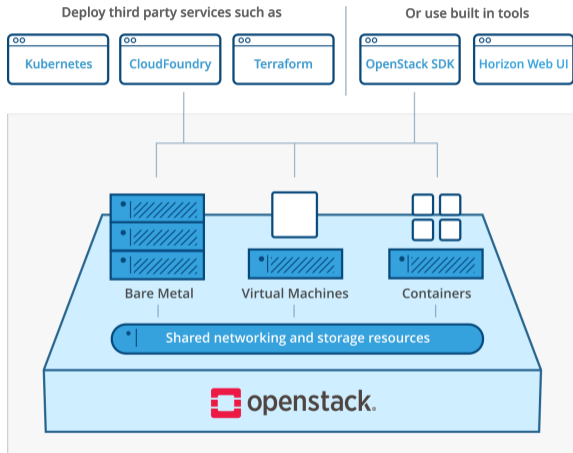 Deploy third party services such as
Or use built in tools
Kubernetes
CloudFoundry
Terraform
OpenStack SDK
Horizon Web UI
Bare Metal
Virtual Machines
Containers
Shared networking and storage resources
openstack.